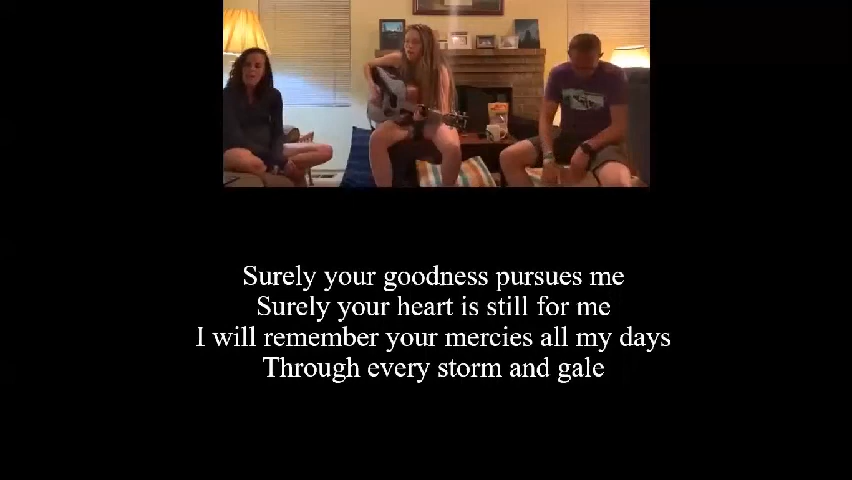 Surely your goodness pursues me
Surely your heart is still for me
I will remember your mercies all my days
Through every storm and gale